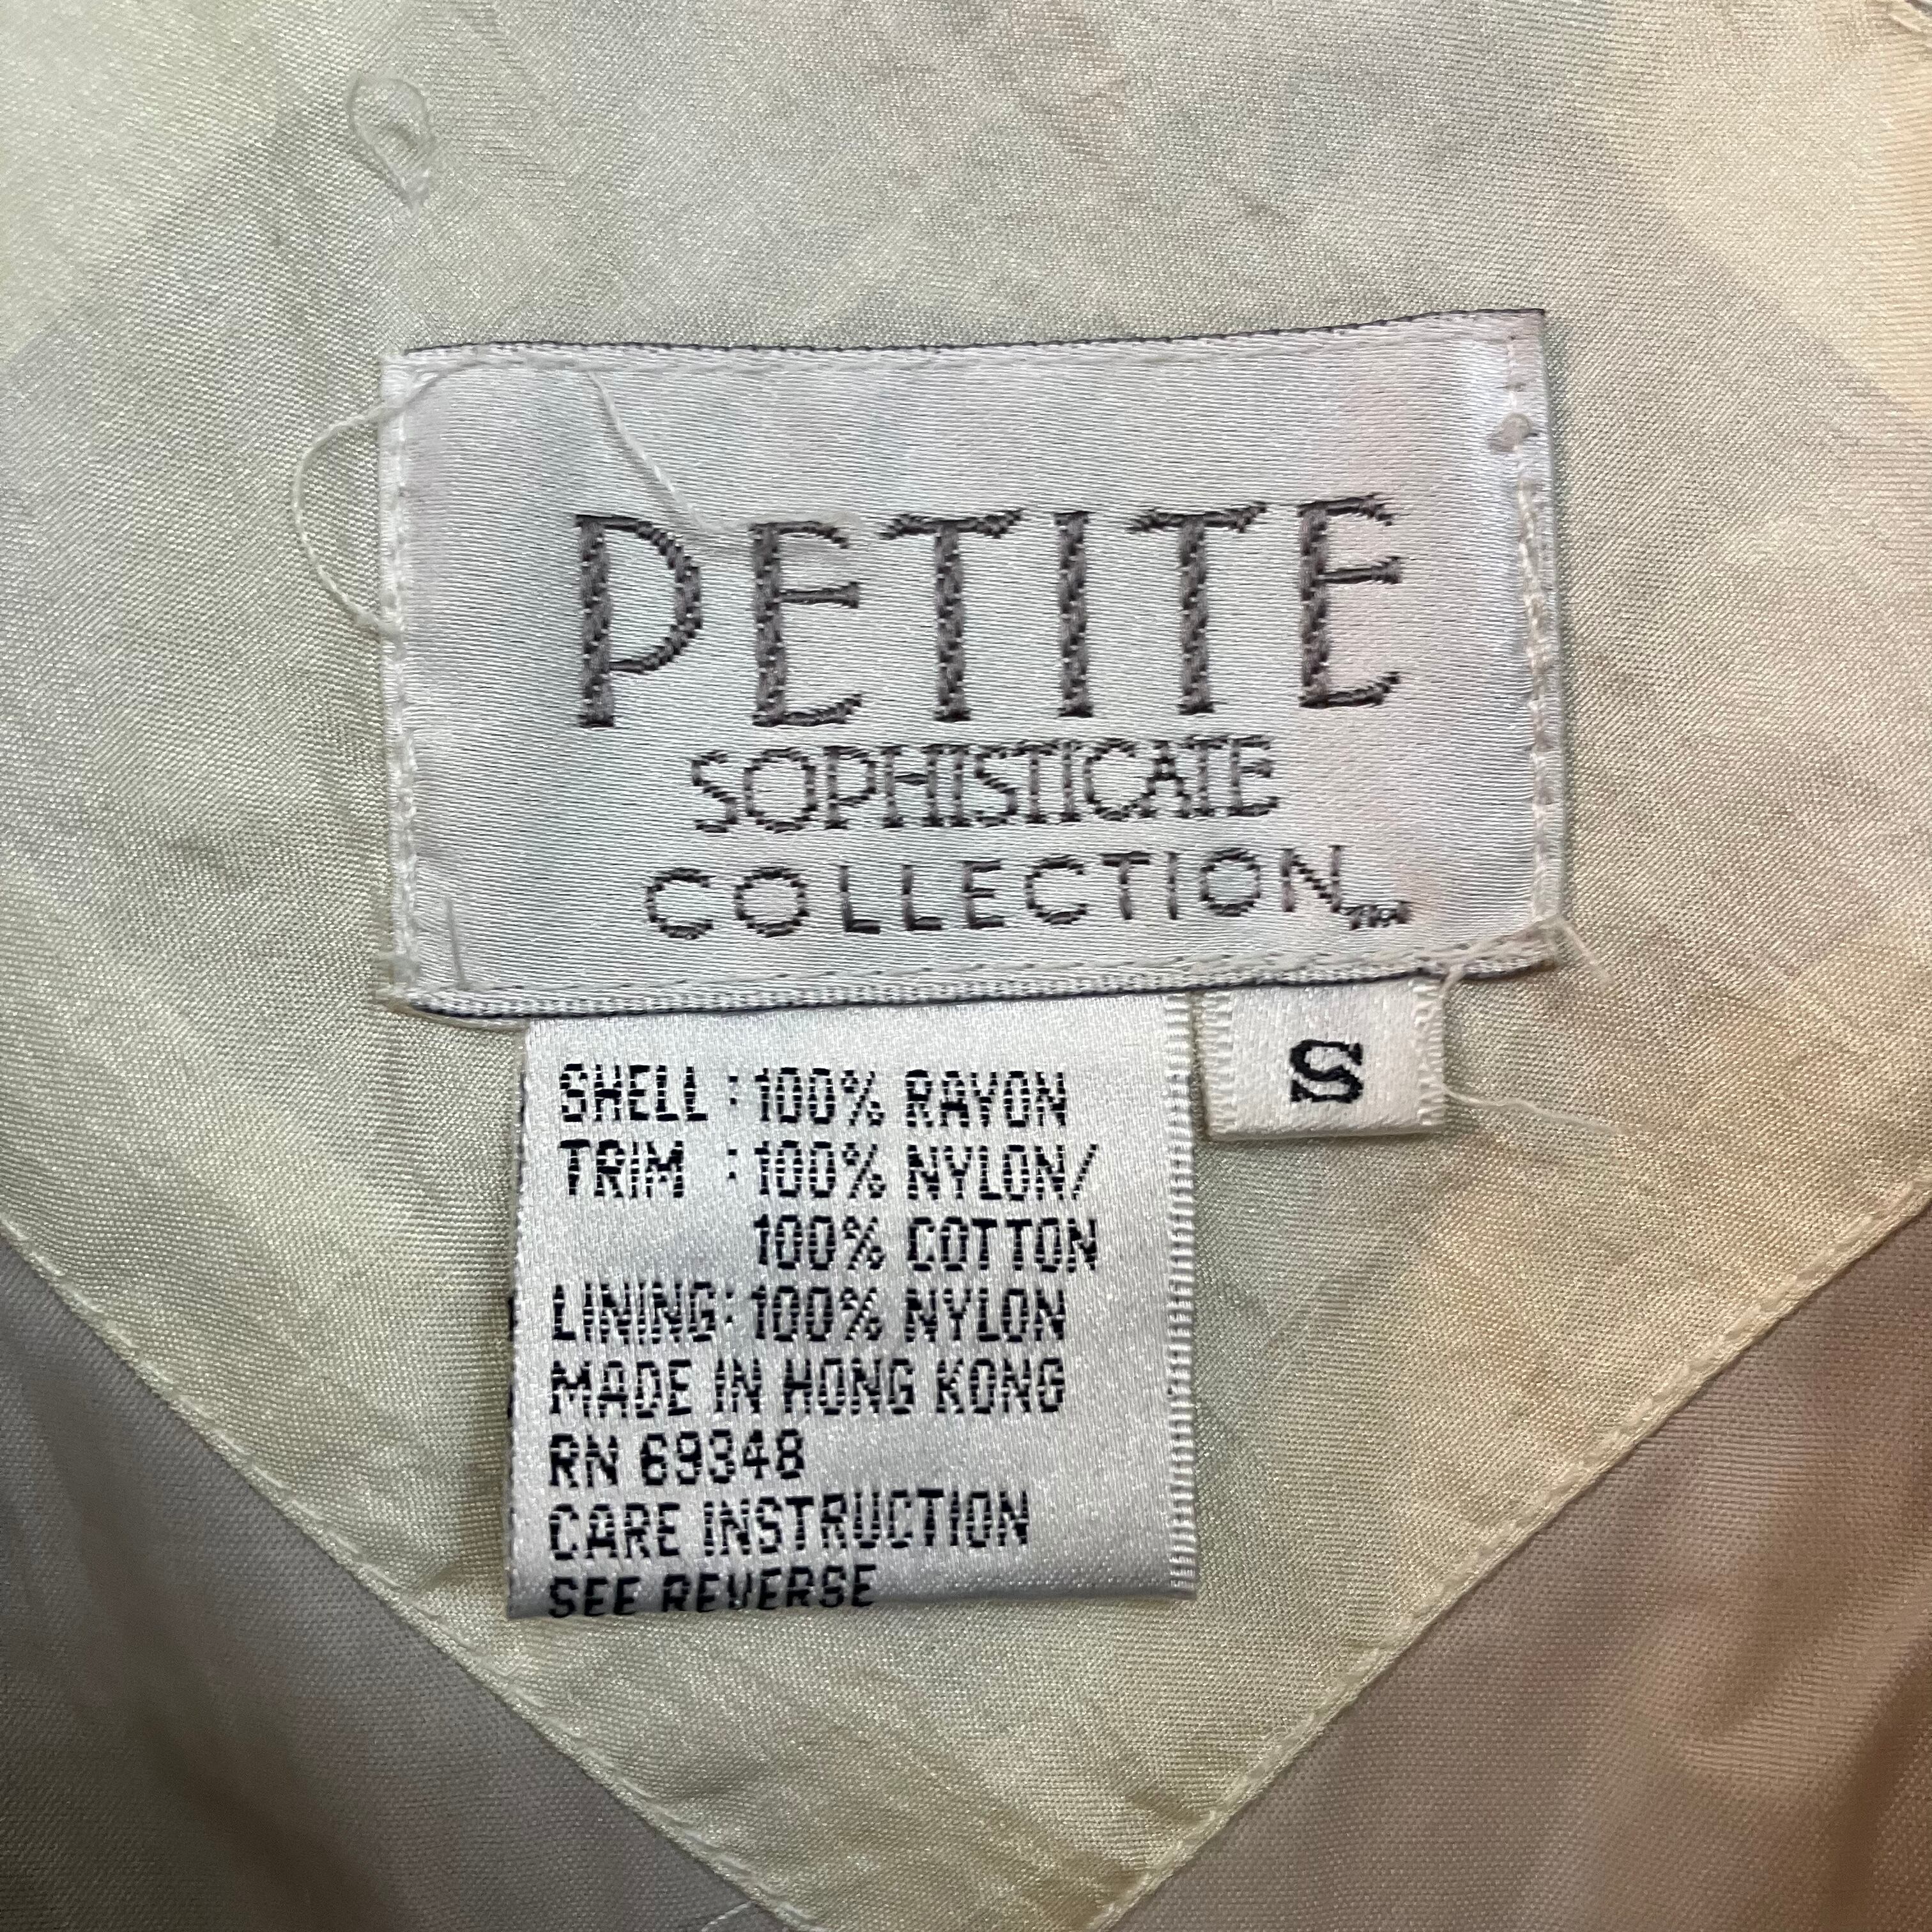 PETITE
SOPHISTICATE
COLLECTION™
S
SHELL : 100% RAYON
TRIM : 100% NYLON/
100% COTTON
LINING : 100% NYLON
MADE IN HONG KONG
RN 69348
CARE INSTRUCTION
SEE REVERSE